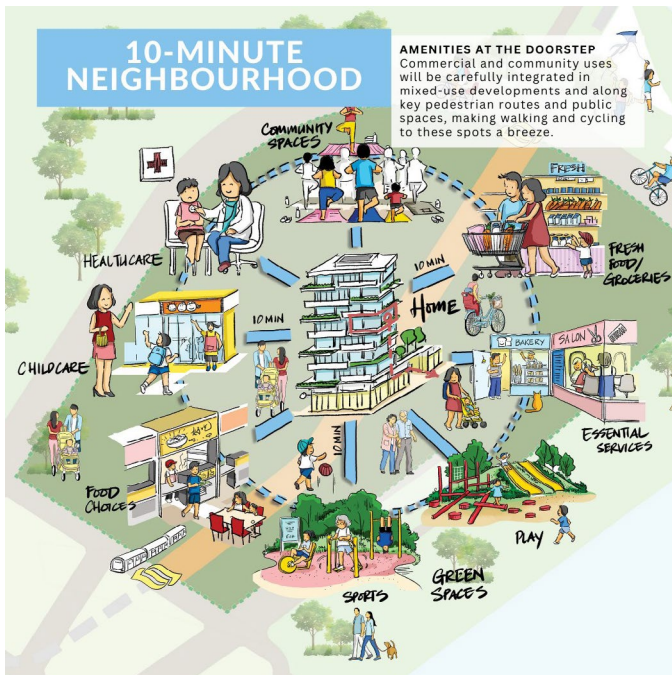 10-MINUTE
NEIGHBOURHOOD
AMENITIES AT THE DOORSTEP
Commercial and community uses
will be carefully integrated in
mixed-use developments and along
key pedestrian routes and public
spaces, making walking and cycling
to these spots a breeze.
COMMUNITY
SPACES
FRESH
HEALTHCARE
FRESH
FOOD/
GROCERIES
10 MIN
HOME
10 MIN
BAKERY
SALON
CHILDCARE
ESSENTIAL
SERVICES
10 MIN
FOOD
CHOICES
PLAY
SPORTS
GREEN
SPACES